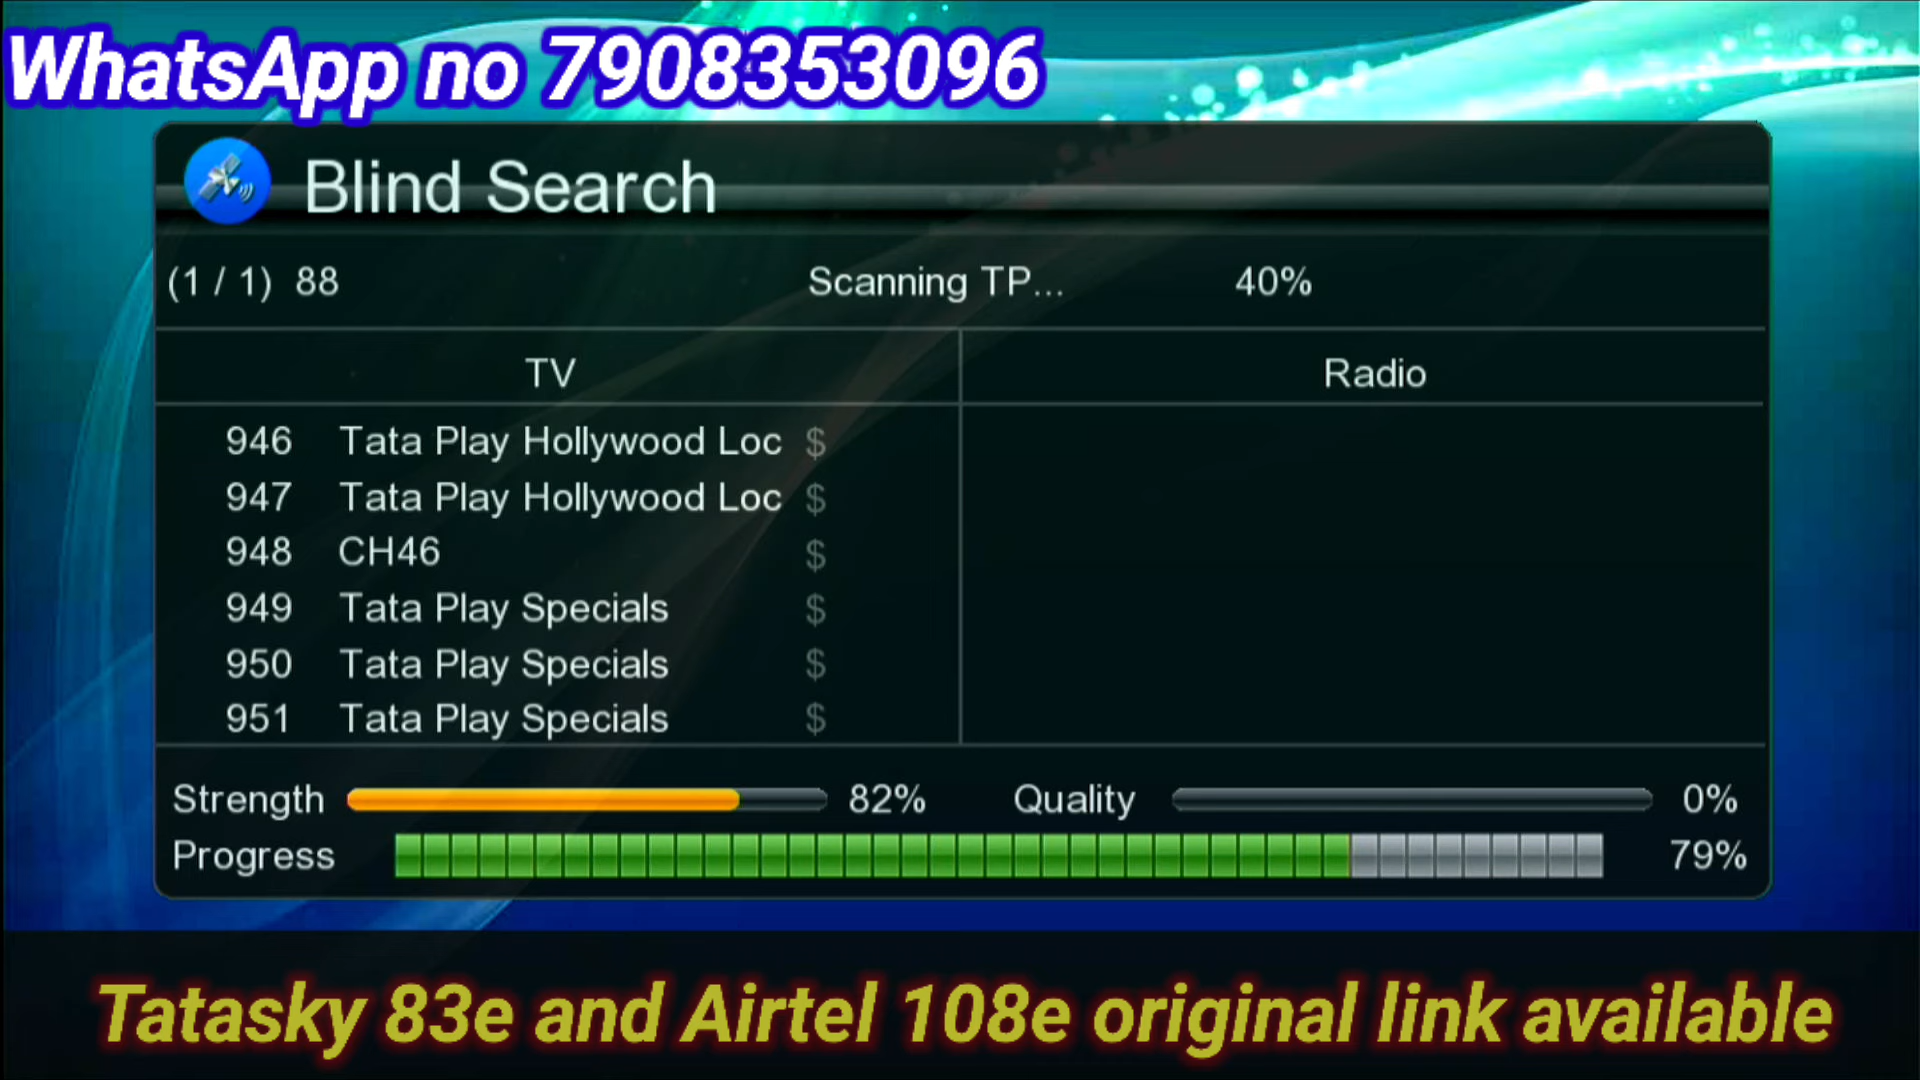 WhatsApp no 7908353096
Blind Search
(1 / 1) 88 Scanning TP... 40%
TV Radio
946 Tata Play Hollywood Loc $
947 Tata Play Hollywood Loc $
948 CH46 $
949 Tata Play Specials $
950 Tata Play Specials $
951 Tata Play Specials $
Strength 82% Quality 0%
Progress 79%
Tatasky 83e and Airtel 108e original link available